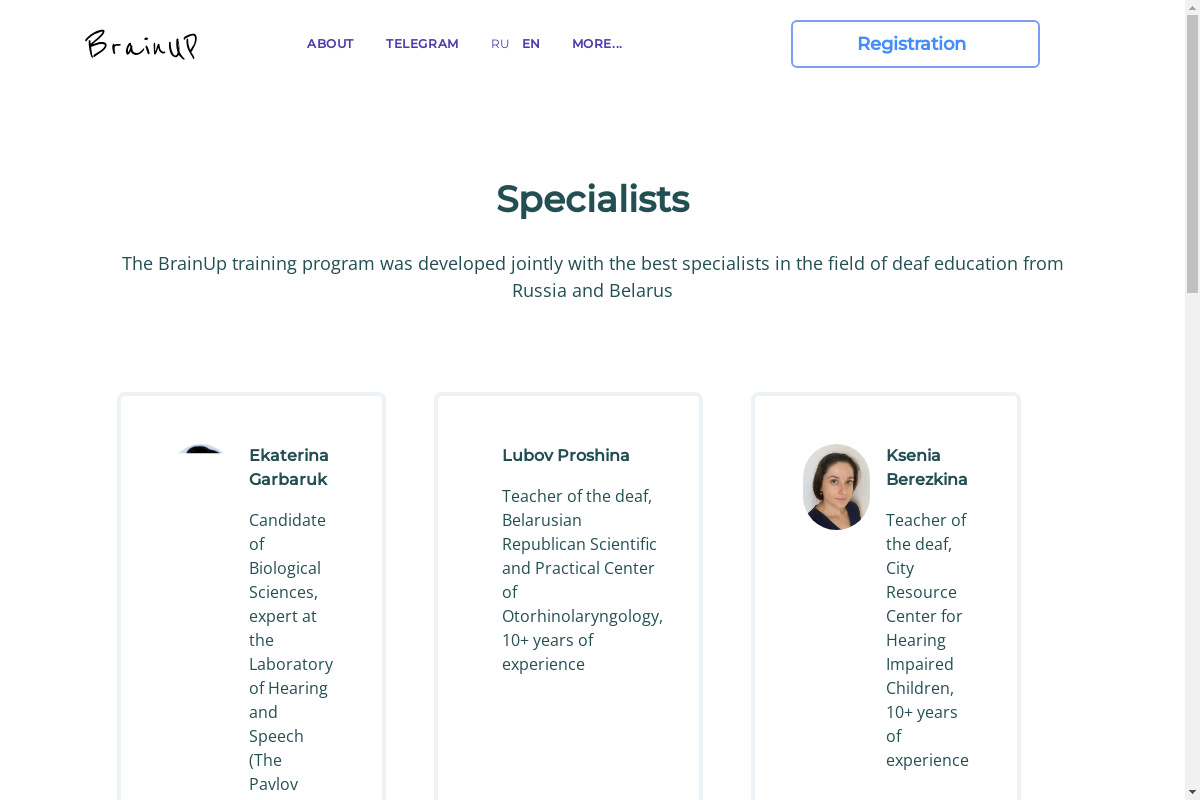 BrainUP
ABOUT
TELEGRAM
RU
EN
MORE...
Registration
Specialists
The BrainUp training program was developed jointly with the best specialists in the field of deaf education from
Russia and Belarus
Ekaterina
Garbaruk
Candidate
of
Biological
Sciences,
expert at
the
Laboratory
of Hearing
and
Speech
(The
Pavlov
Lubov Proshina
Teacher of the deaf,
Belarusian
Republican Scientific
and Practical Center
of
Otorhinolaryngology,
10+ years of
experience
Ksenia
Berezkina
Teacher of
the deaf,
City
Resource
Center for
Hearing
Impaired
Children,
10+ years
of
experience